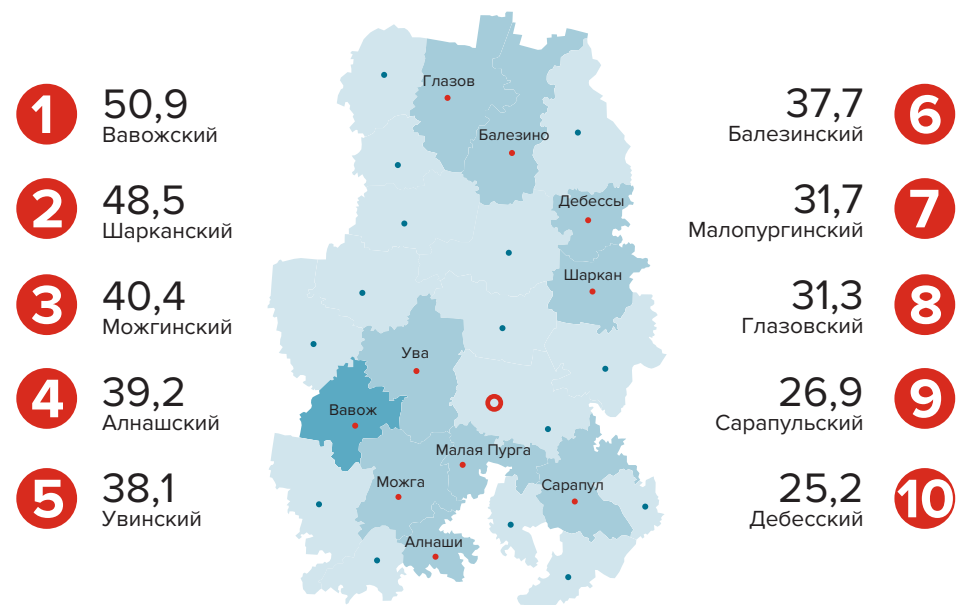 1
50,9
Вавожский
2
48,5
Шарканский
3
40,4
Можгинский
4
39,2
Алнашский
5
38,1
Увинский
Глазов
Балезино
Дебессы
Шаркан
Ува
Вавож
Малая Пурга
Можга
Сарапул
Алнаши
37,7
Балезинский
6
31,7
Малопургинский
7
31,3
Глазовский
8
26,9
Сарапульский
9
25,2
Дебесский
10